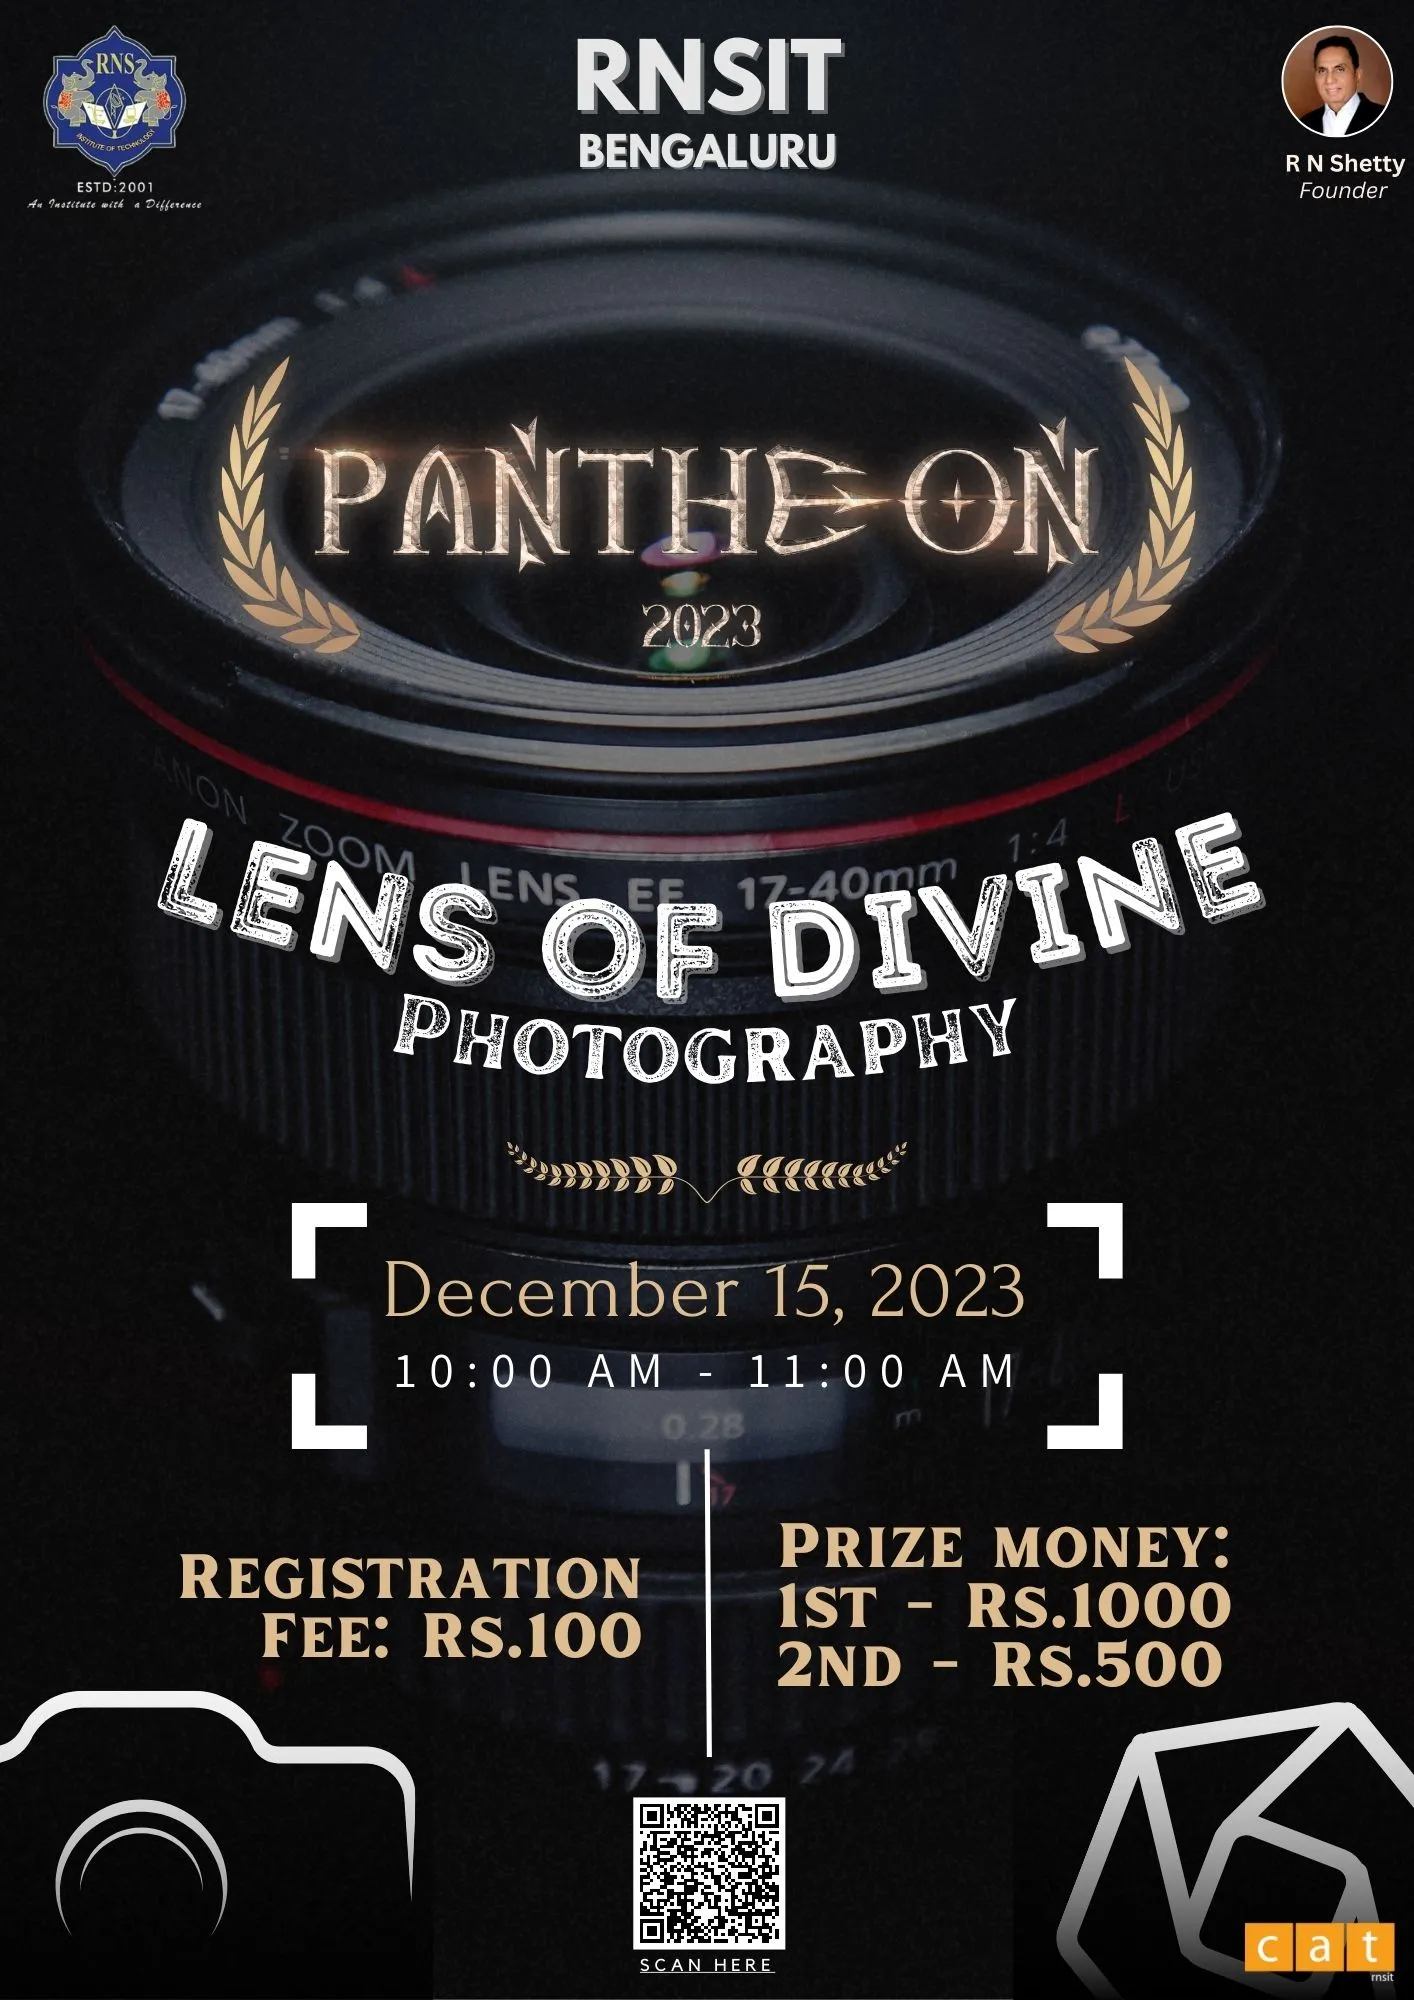 RNS
INSTITUTE OF TECHNOLOGY
ESTD:2001
An Institute with a Difference
RNSIT
BENGALURU
R N Shetty
Founder
PANTHEON
2023
ANON ZOOM LENS EF 17-40mm 1:4 L US
LENS OF DIVINE
PHOTOGRAPHY
December 15, 2023
10:00 AM - 11:00 AM
0.28 m
17
REGISTRATION
FEE: RS.100
PRIZE MONEY:
1ST - RS.1000
2ND - RS.500
17 20 24
SCAN HERE
cat
rnsit